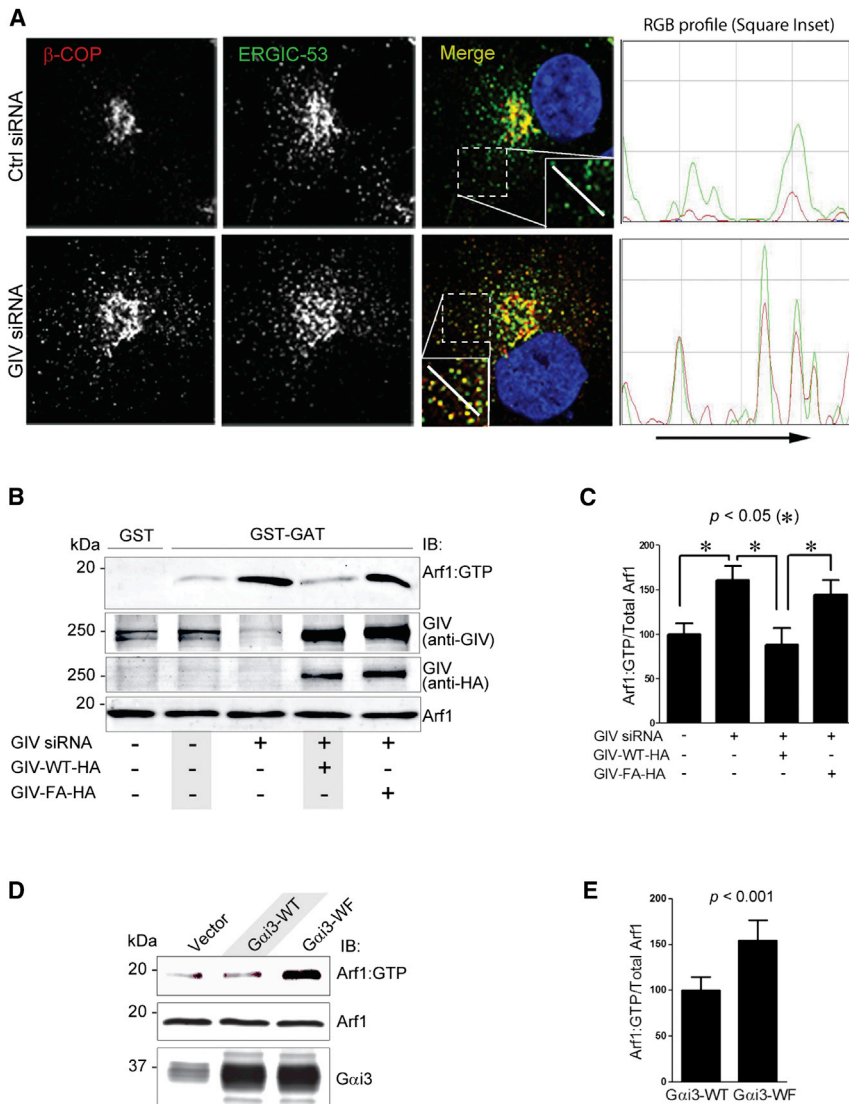 A
RGB profile (Square Inset)
β-COP
ERGIC-53
Merge
Ctrl siRNA
GIV siRNA
B
GST
GST-GAT
kDa
IB:
20
Arf1:GTP
250
GIV
(anti-GIV)
250
GIV
(anti-HA)
20
Arf1
GIV siRNA - - + + +
GIV-WT-HA - - - + -
GIV-FA-HA - - - - +
C
p < 0.05 (*)
* * *
Arf1:GTP/Total Arf1
200
150
100
50
0
GIV siRNA - + + +
GIV-WT-HA - - + -
GIV-FA-HA - - - +
D
Vector
Gαi3-WT
Gαi3-WF
kDa
IB:
20
Arf1:GTP
20
Arf1
37
Gαi3
E
p < 0.001
Arf1:GTP/Total Arf1
200
150
100
50
0
Gαi3-WT Gαi3-WF